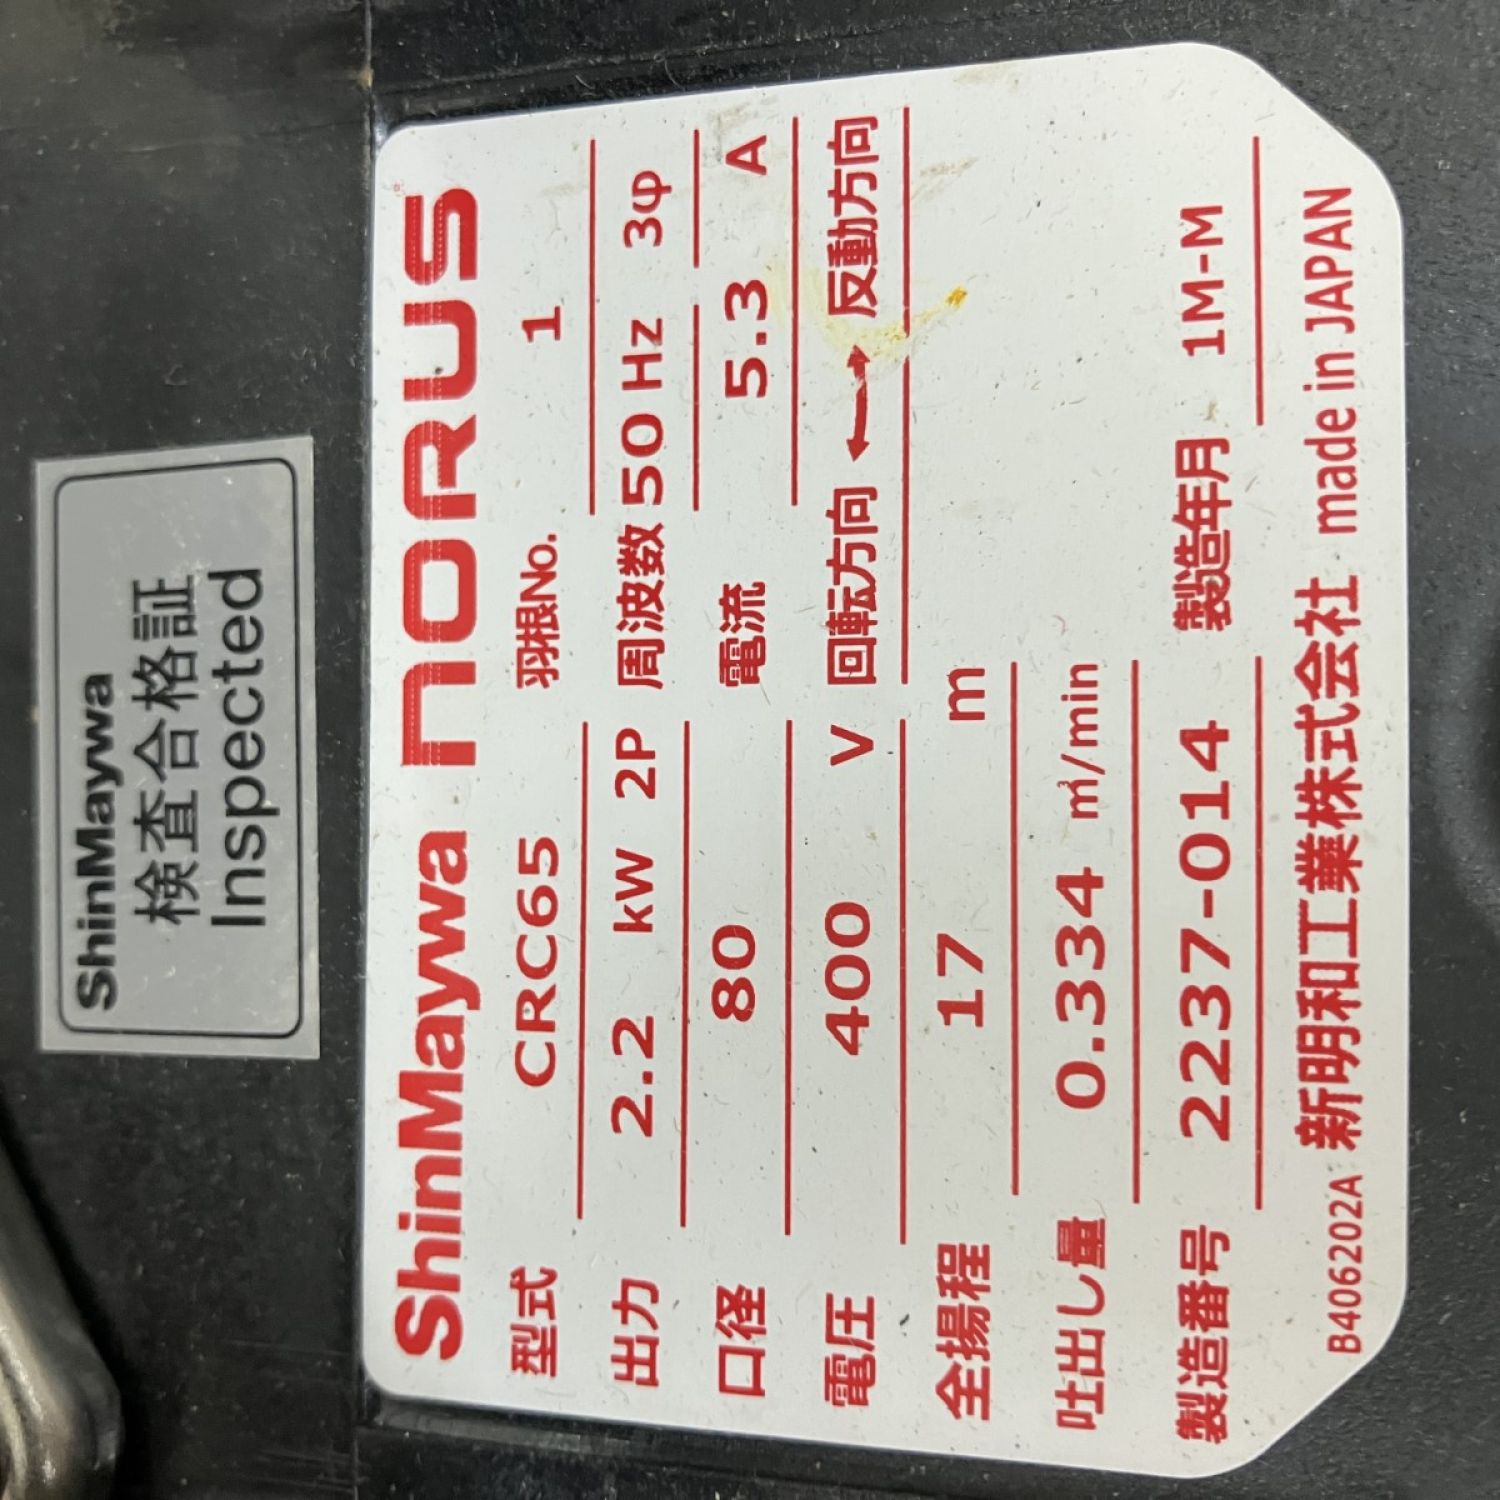 ShinMaywa
検査合格証
Inspected
ShinMaywa NORUS
型式 CRC65 羽根No. 1
出力 2.2 kW 2P 周波数 50 Hz 3φ
口径 80 電流 5.3 A
電圧 400 V 回転方向 ⟷ 反動方向
全揚程 17 m
吐出し量 0.334 m³/min
製造番号 2237-014 製造年月 1M-M
B406202A 新明和工業株式会社 made in JAPAN